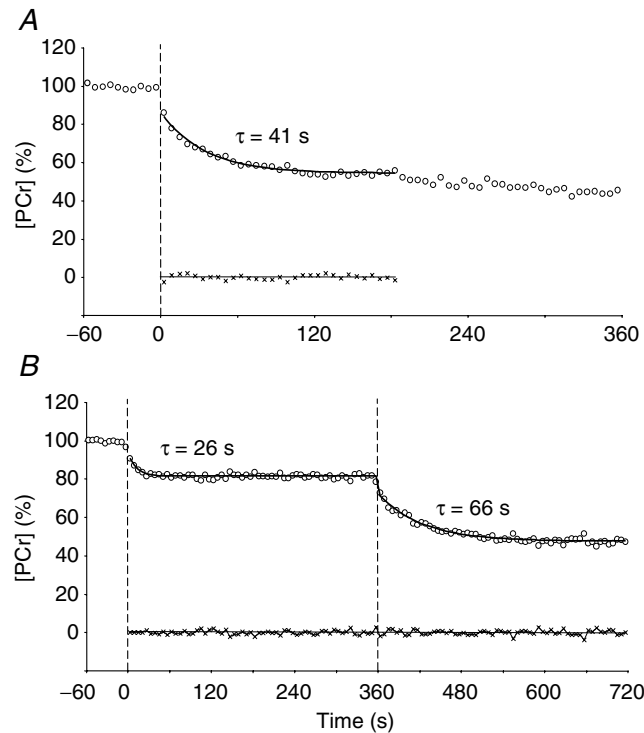 A
120
100
80
60
40
20
0
[PCr] (%)
τ = 41 s
–60 0 120 240 360
B
120
100
80
60
40
20
0
[PCr] (%)
τ = 26 s
τ = 66 s
–60 0 120 240 360 480 600 720
Time (s)